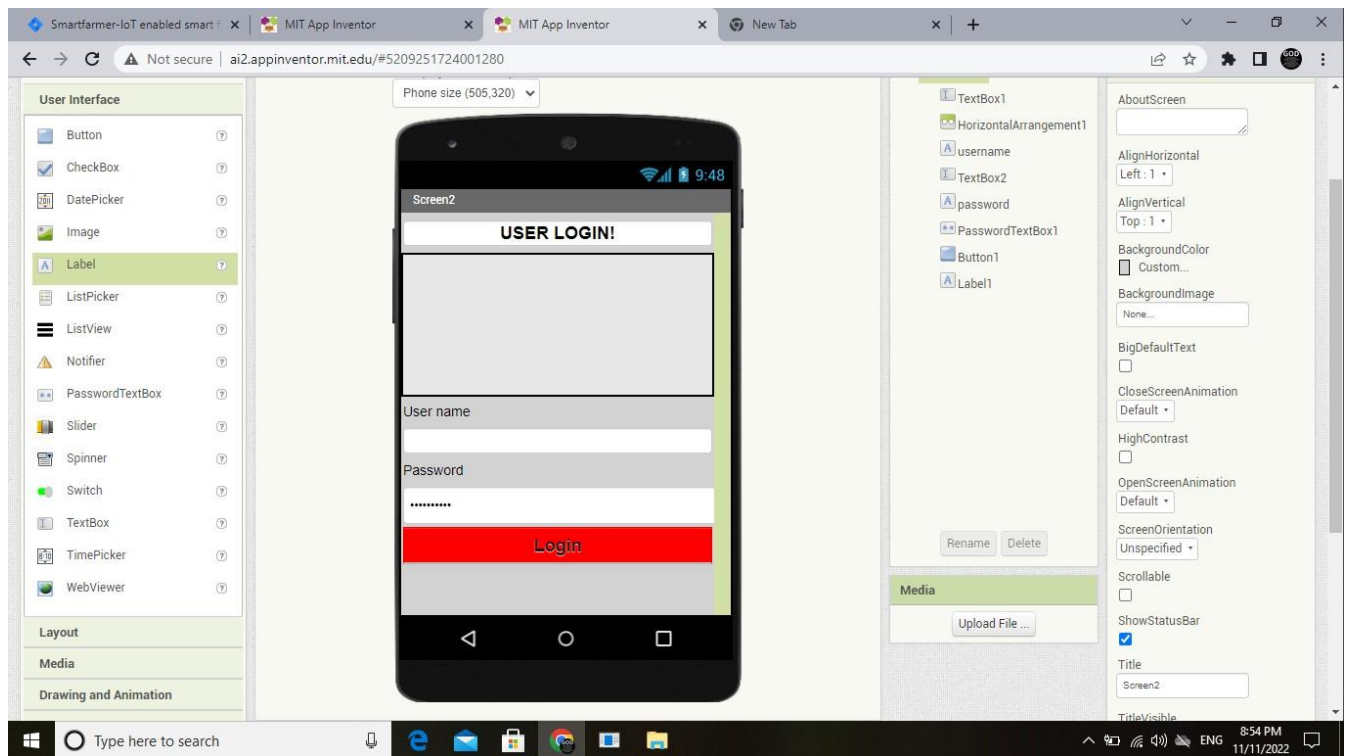 Smartfarmer-IoT enabled smart f
MIT App Inventor
MIT App Inventor
New Tab
Not secure
ai2.appinventor.mit.edu/#5209251724001280
GOD
User Interface
Button
CheckBox
DatePicker
Image
Label
ListPicker
ListView
Notifier
PasswordTextBox
Slider
Spinner
Switch
TextBox
TimePicker
WebViewer
Layout
Media
Drawing and Animation
Phone size (505,320)
9:48
Screen2
USER LOGIN!
User name
Password
Login
TextBox1
HorizontalArrangement1
username
TextBox2
password
PasswordTextBox1
Button1
Label1
Rename Delete
Media
Upload File ...
AboutScreen
AlignHorizontal
Left : 1
AlignVertical
Top : 1
BackgroundColor
Custom...
BackgroundImage
None...
BigDefaultText
CloseScreenAnimation
Default
HighContrast
OpenScreenAnimation
Default
ScreenOrientation
Unspecified
Scrollable
ShowStatusBar
Title
Screen2
TitleVisible
Type here to search
ENG
8:54 PM
11/11/2022